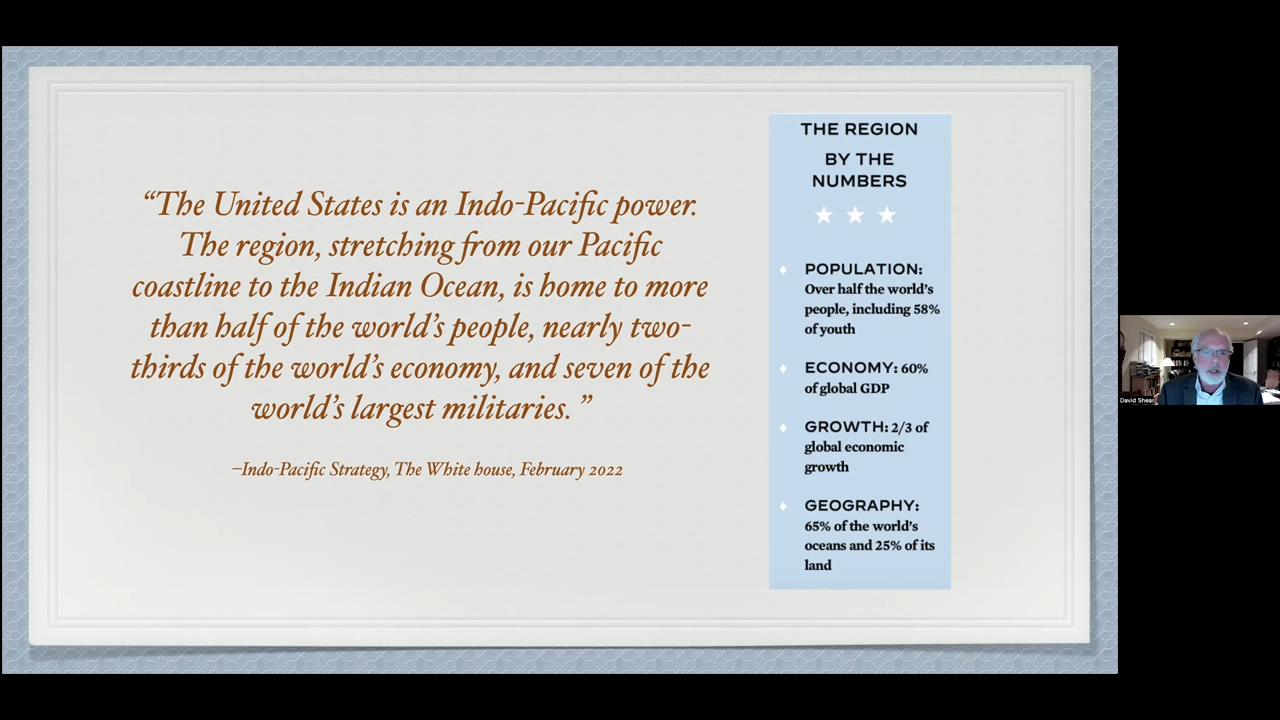 “The United States is an Indo-Pacific power.
The region, stretching from our Pacific
coastline to the Indian Ocean, is home to more
than half of the world’s people, nearly two-
thirds of the world’s economy, and seven of the
world’s largest militaries. ”
–Indo-Pacific Strategy, The White house, February 2022
THE REGION
BY THE
NUMBERS
POPULATION:
Over half the world’s
people, including 58%
of youth
ECONOMY: 60%
of global GDP
GROWTH: 2/3 of
global economic
growth
GEOGRAPHY:
65% of the world’s
oceans and 25% of its
land
David Shear